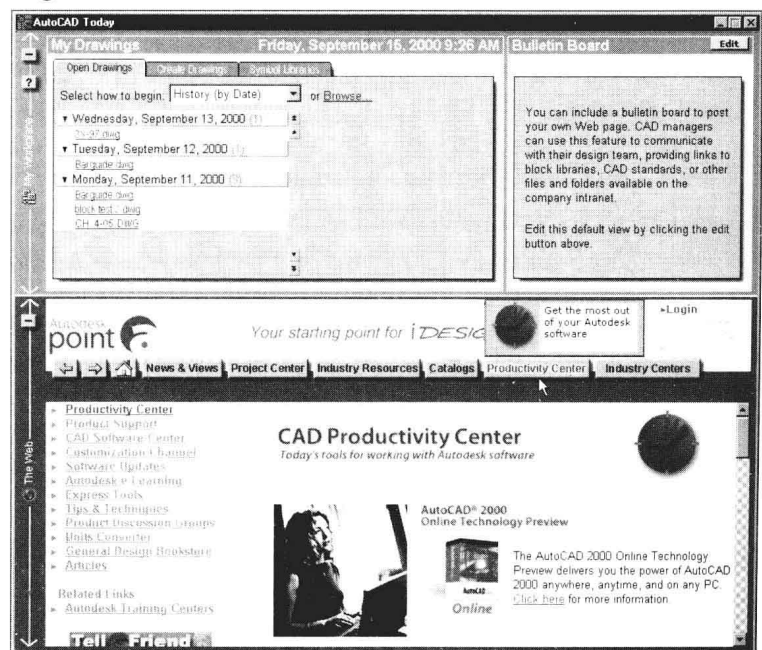 AutoCAD Today
My Drawings
Friday, September 15, 2000 9:26 AM
Open Drawings
Create Drawings
Symbol Libraries
Select how to begin: History (by Date)
or Browse...
Wednesday, September 13, 2000 (1)
Tuesday, September 12, 2000 (1)
Barguide.dwg
Monday, September 11, 2000 (3)
Barguide.dwg
CH_4-05.DWG
Bulletin Board
Edit
You can include a bulletin board to post
your own Web page. CAD managers
can use this feature to communicate
with their design team, providing links to
block libraries, CAD standards, or other
files and folders available on the
company intranet.
Edit this default view by clicking the edit
button above.
My Workspace
Autodesk
point
Your starting point for iDESIG
Get the most out
of your Autodesk
software
Login
News & Views
Project Center
Industry Resources
Catalogs
Productivity Center
Industry Centers
The Web
Productivity Center
Product Support
CAD Software Center
Customization Channel
Software Updates
Autodesk e-Learning
Express Tools
Tips & Techniques
Product Discussion Groups
Units Converter
General Design Bookstore
Articles
Related Links
Autodesk Training Centers
Tell Friend
CAD Productivity Center
Today's tools for working with Autodesk software
AutoCAD® 2000
Online Technology Preview
AutoCAD
Online
The AutoCAD 2000 Online Technology
Preview delivers you the power of AutoCAD
2000 anywhere, anytime, and on any PC.
Click here for more information